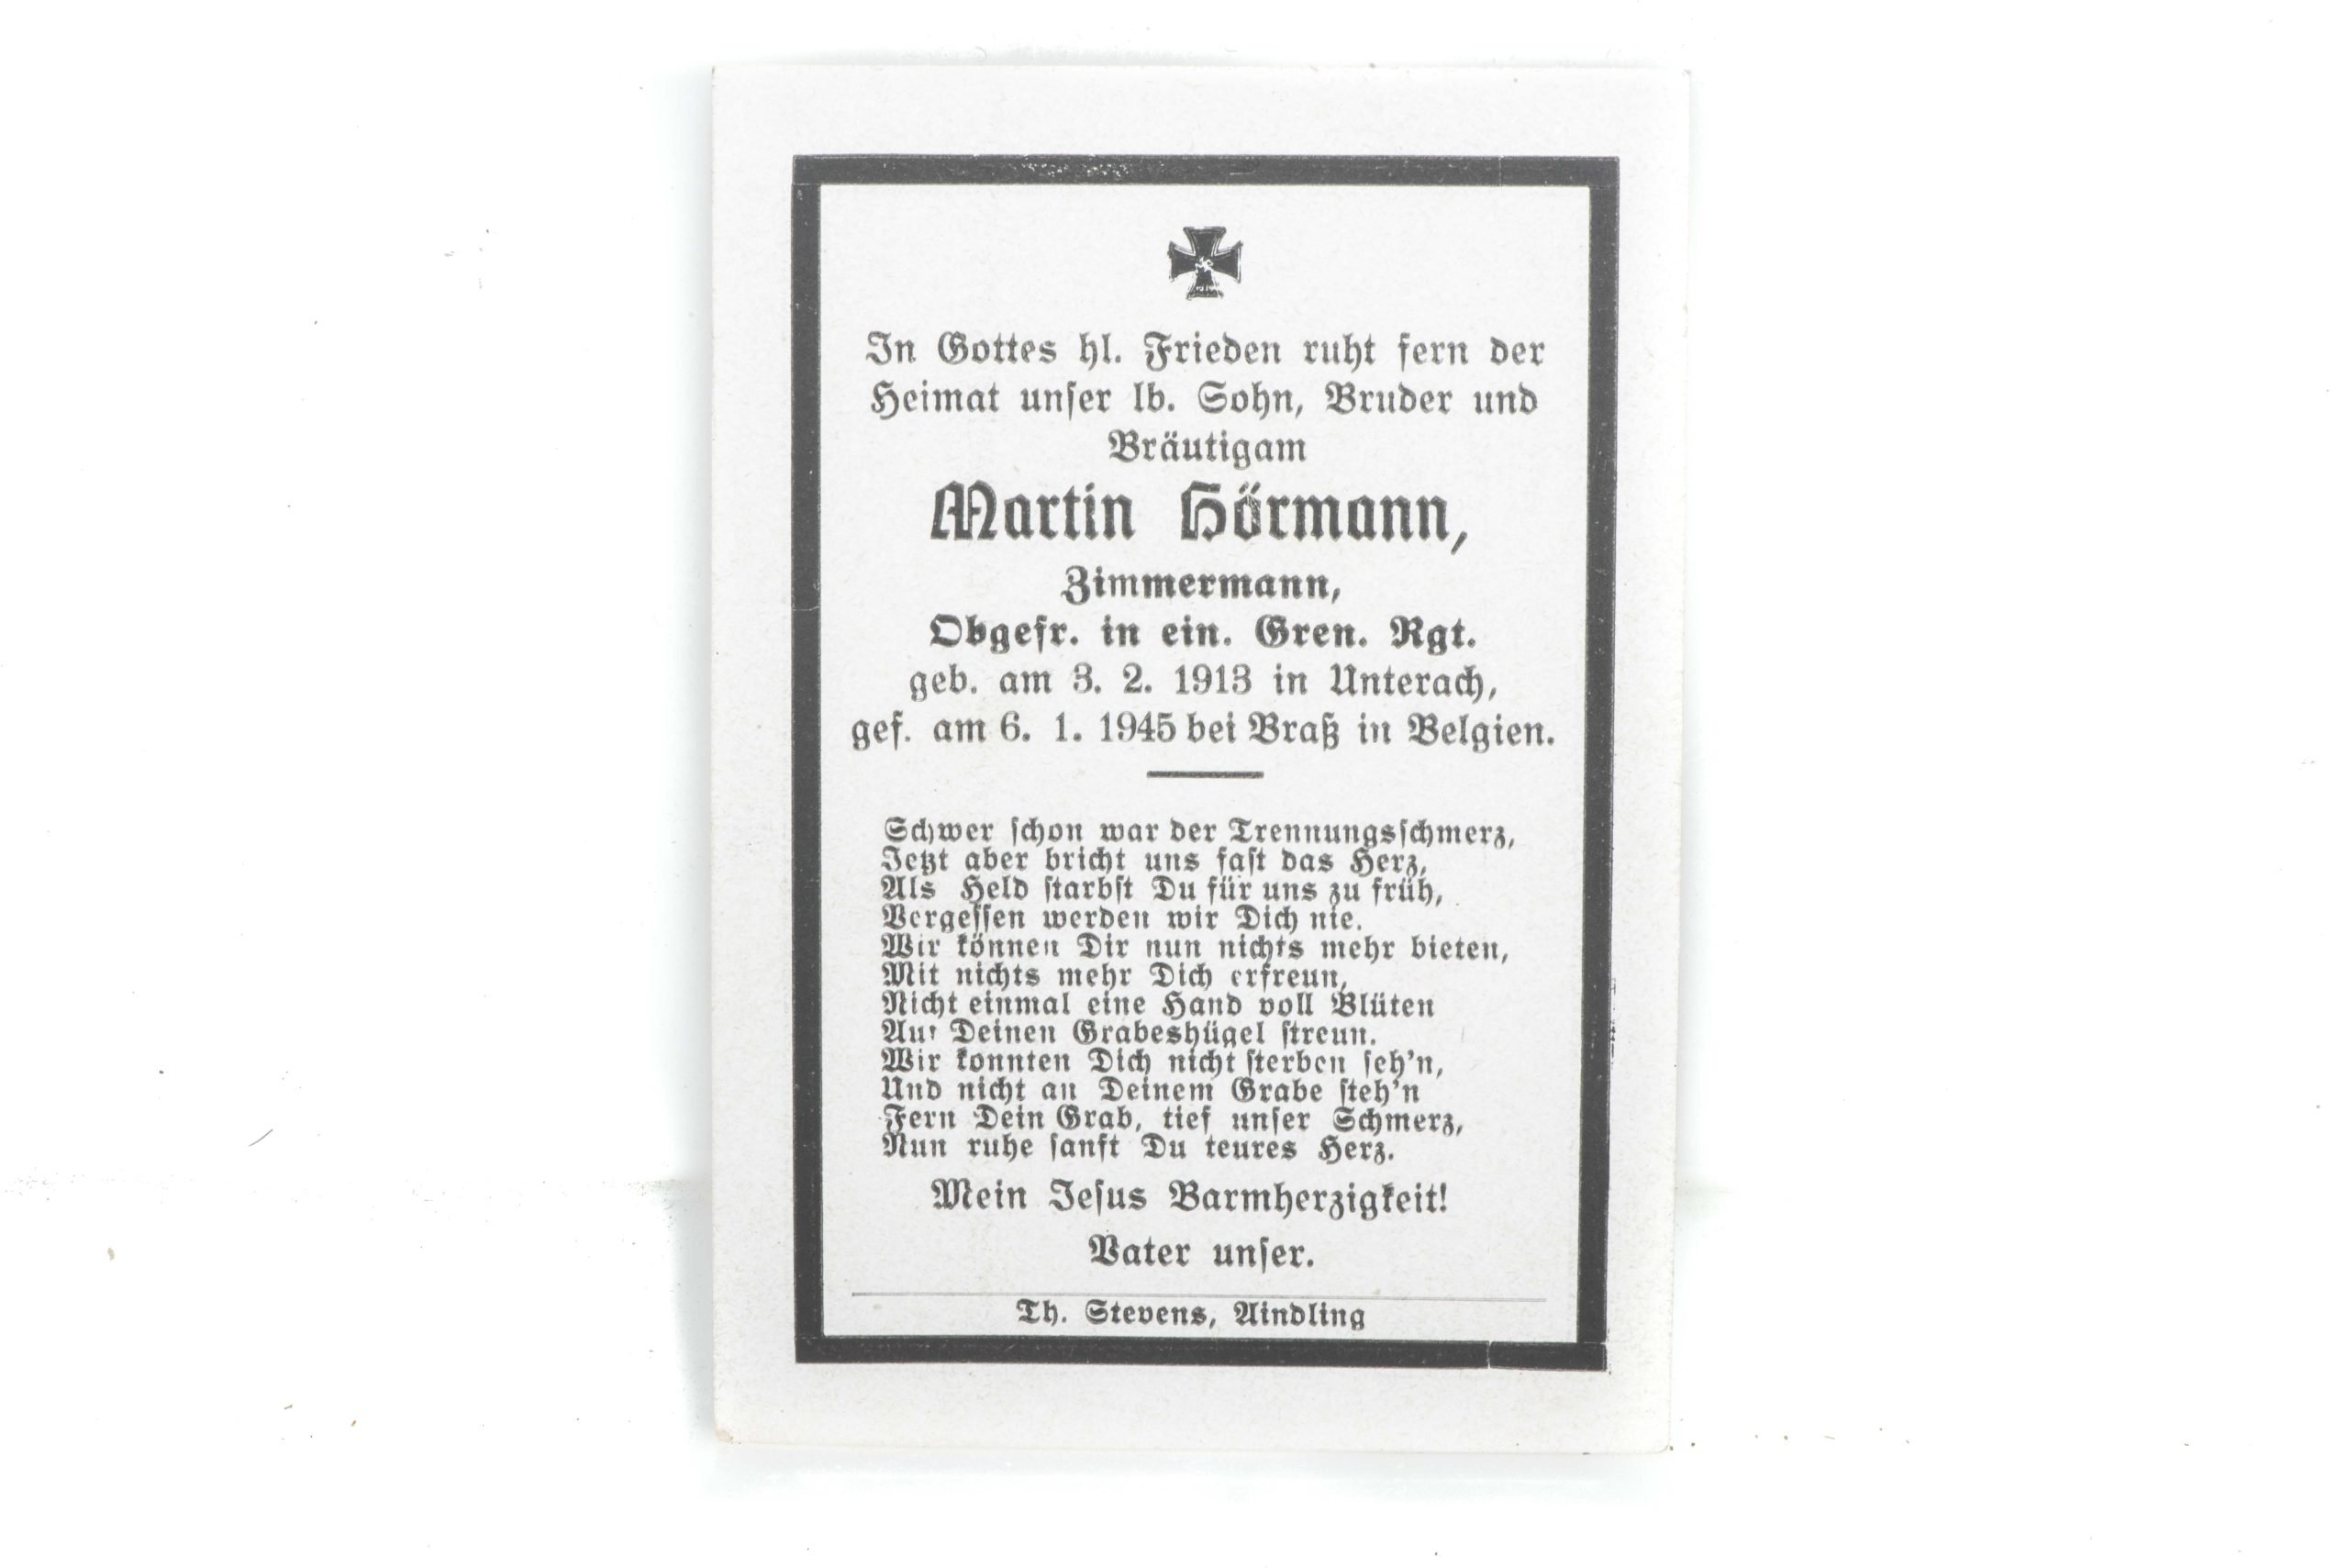 In Gottes hl. Frieden ruht fern der
Heimat unser lb. Sohn, Bruder und
Bräutigam
Martin Hörmann,
Zimmermann,
Obgefr. in ein. Gren. Rgt.
geb. am 3. 2. 1913 in Unterach,
gef. am 6. 1. 1945 bei Braß in Belgien.
Schwer schon war der Trennungsschmerz,
Jetzt aber bricht uns fast das Herz,
Als Held starbst Du für uns zu früh,
Vergessen werden wir Dich nie.
Wir können Dir nun nichts mehr bieten,
Mit nichts mehr Dich erfreun,
Nicht einmal eine Hand voll Blüten
Auf Deinen Grabeshügel streun.
Wir konnten Dich nicht sterben seh'n,
Und nicht an Deinem Grabe steh'n
Fern Dein Grab, tief unser Schmerz,
Nun ruhe sanft Du teures Herz.
Mein Jesus Barmherzigkeit!
Vater unser.
Th. Stevens, Aindling